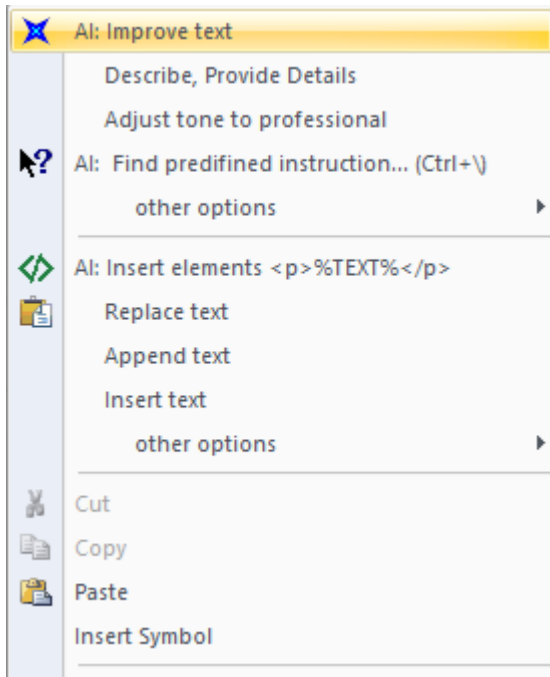 AI: Improve text
Describe, Provide Details
Adjust tone to professional
AI:  Find predifined instruction... (Ctrl+\)
other options
AI: Insert elements <p>%TEXT%</p>
Replace text
Append text
Insert text
other options
Cut
Copy
Paste
Insert Symbol